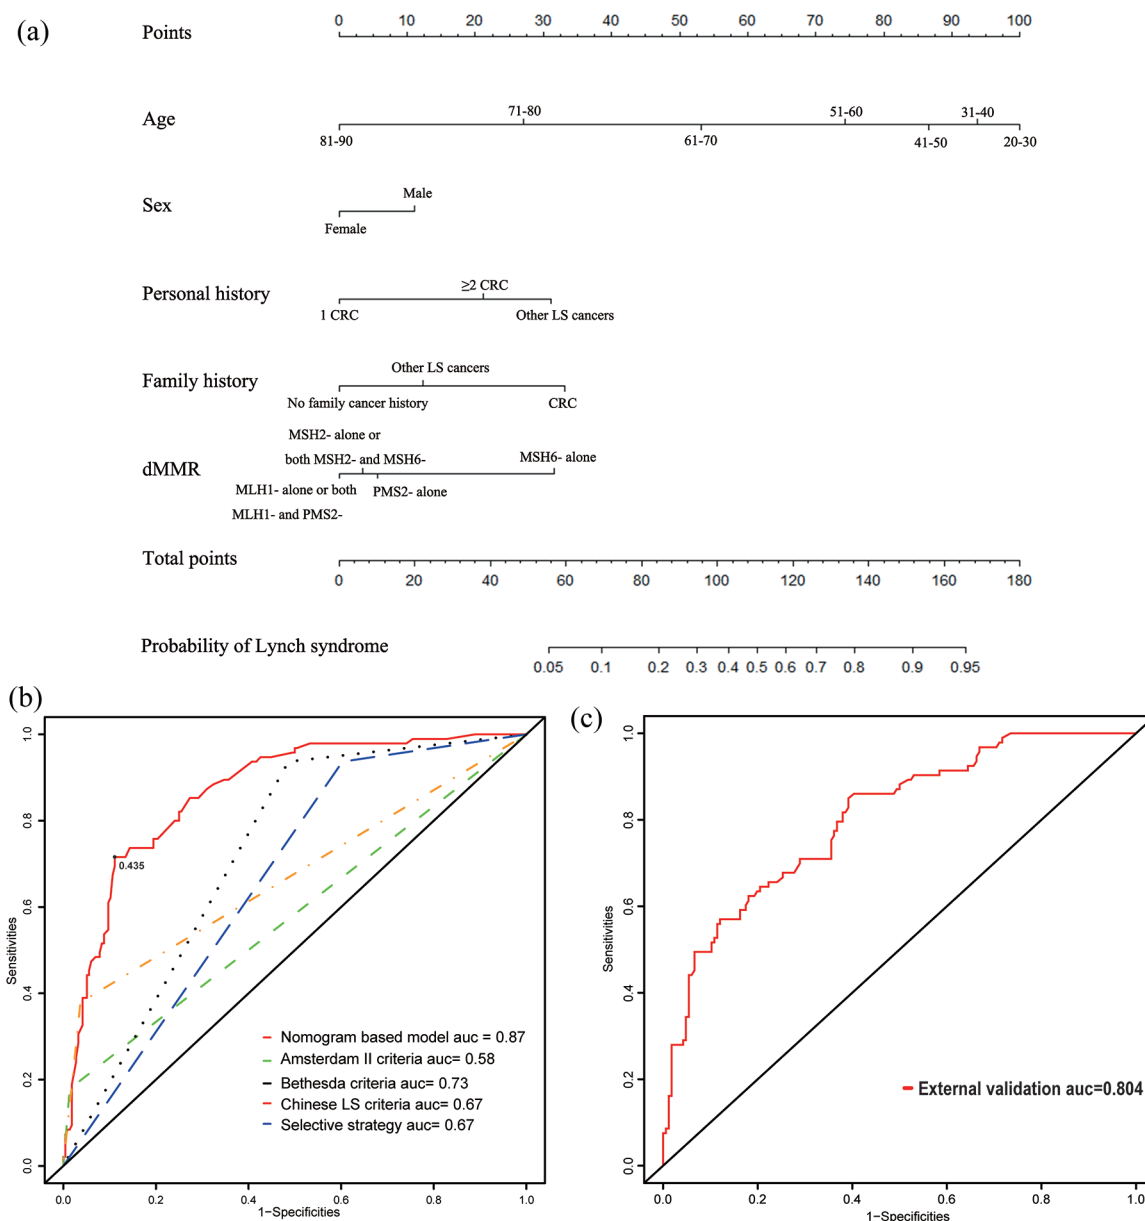 (a)
Points
0 10 20 30 40 50 60 70 80 90 100
Age
71-80 51-60 31-40
81-90 61-70 41-50 20-30
Sex
Male
Female
Personal history
≥2 CRC
1 CRC Other LS cancers
Family history
Other LS cancers
No family cancer history CRC
dMMR
MSH2- alone or
both MSH2- and MSH6- MSH6- alone
MLH1- alone or both PMS2- alone
MLH1- and PMS2-
Total points
0 20 40 60 80 100 120 140 160 180
Probability of Lynch syndrome
0.05 0.1 0.2 0.3 0.4 0.5 0.6 0.7 0.8 0.9 0.95
(b)
Sensitivities
1.0
0.8
0.6
0.4
0.2
0.0
0.435
Nomogram based model auc = 0.87
Amsterdam II criteria auc= 0.58
Bethesda criteria auc= 0.73
Chinese LS criteria auc= 0.67
Selective strategy auc= 0.67
0.0 0.2 0.4 0.6 0.8 1.0
1-Specificities
(c)
Sensitivities
1.0
0.8
0.6
0.4
0.2
0.0
External validation auc=0.804
0.0 0.2 0.4 0.6 0.8 1.0
1-Specificities